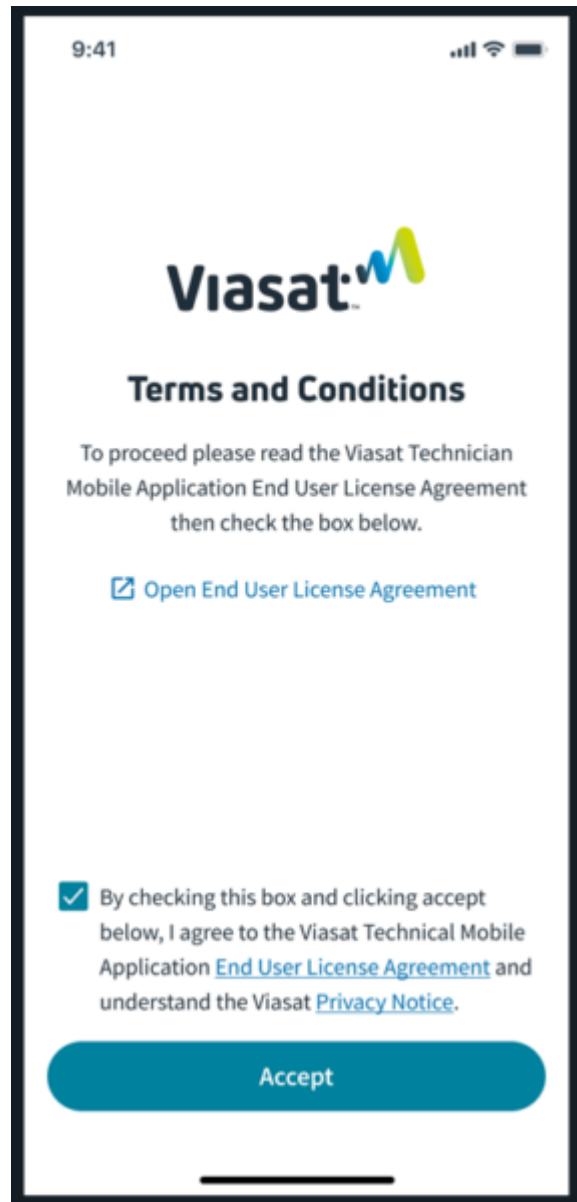 9:41
Viasat
Terms and Conditions
To proceed please read the Viasat Technician
Mobile Application End User License Agreement
then check the box below.
Open End User License Agreement
By checking this box and clicking accept
below, I agree to the Viasat Technical Mobile
Application End User License Agreement and
understand the Viasat Privacy Notice.
Accept